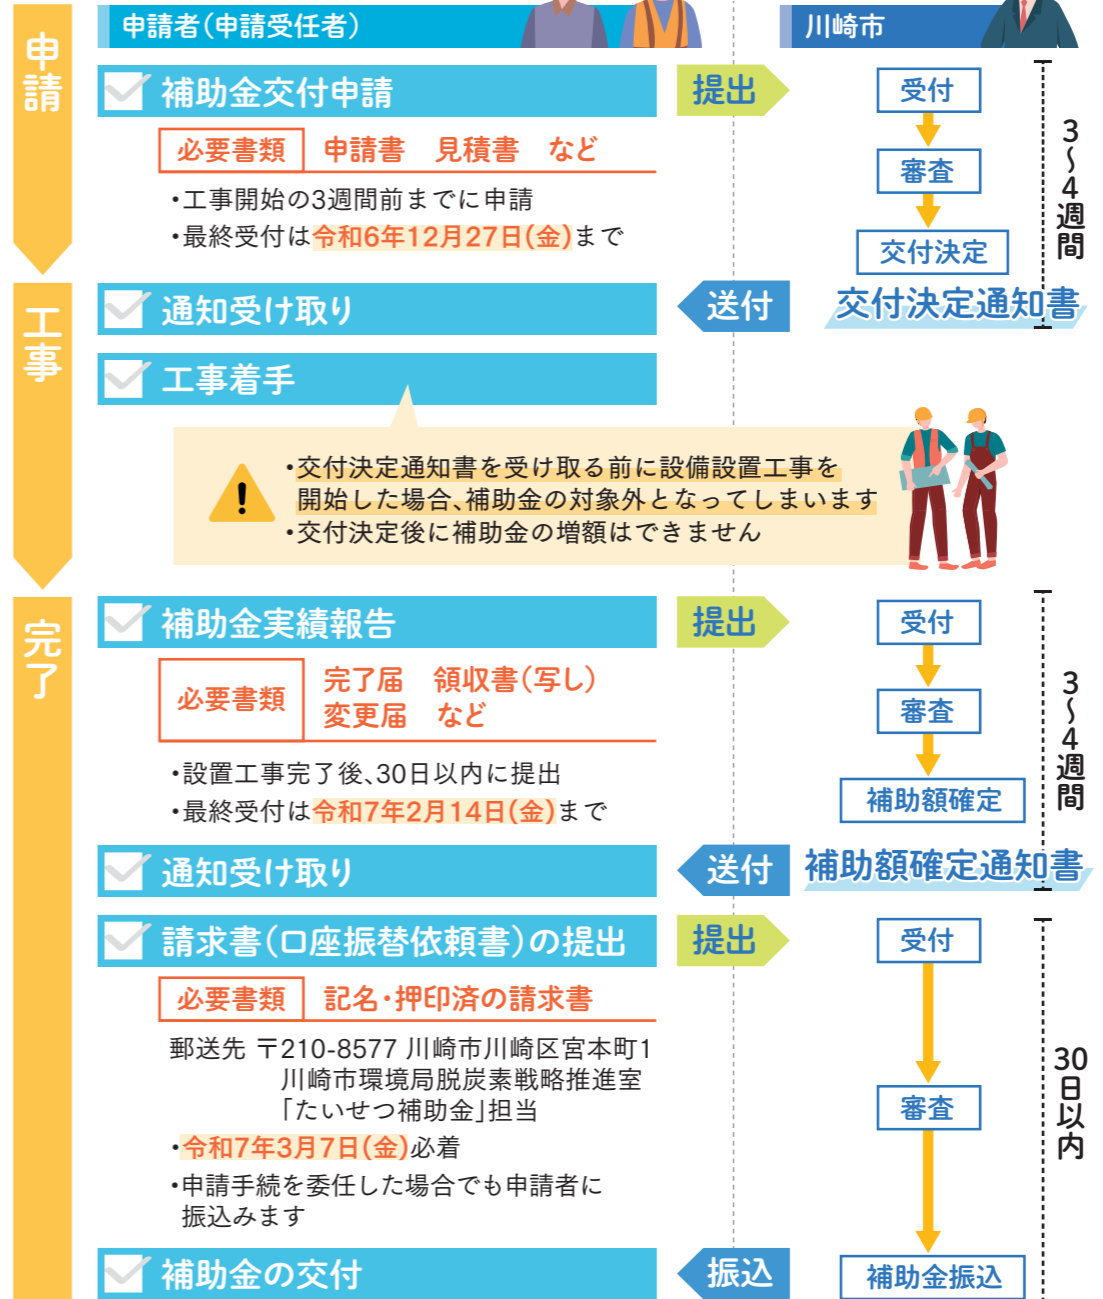 申請者(申請受任者)
川崎市
申請
補助金交付申請
提出
受付
必要書類 申請書 見積書 など
審査
・工事開始の3週間前までに申請
・最終受付は令和6年12月27日(金)まで
交付決定
3〜4週間
工事
通知受け取り
送付
交付決定通知書
工事着手
!
・交付決定通知書を受け取る前に設備設置工事を
開始した場合、補助金の対象外となってしまいます
・交付決定後に補助金の増額はできません
完了
補助金実績報告
提出
受付
必要書類
完了届 領収書(写し)
変更届 など
審査
・設置工事完了後、30日以内に提出
・最終受付は令和7年2月14日(金)まで
補助額確定
3〜4週間
通知受け取り
送付
補助額確定通知書
請求書(口座振替依頼書)の提出
提出
受付
必要書類 記名・押印済の請求書
郵送先 〒210-8577 川崎市川崎区宮本町1
川崎市環境局脱炭素戦略推進室
「たいせつ補助金」担当
審査
・令和7年3月7日(金)必着
・申請手続を委任した場合でも申請者に
振込みます
30日以内
補助金の交付
振込
補助金振込